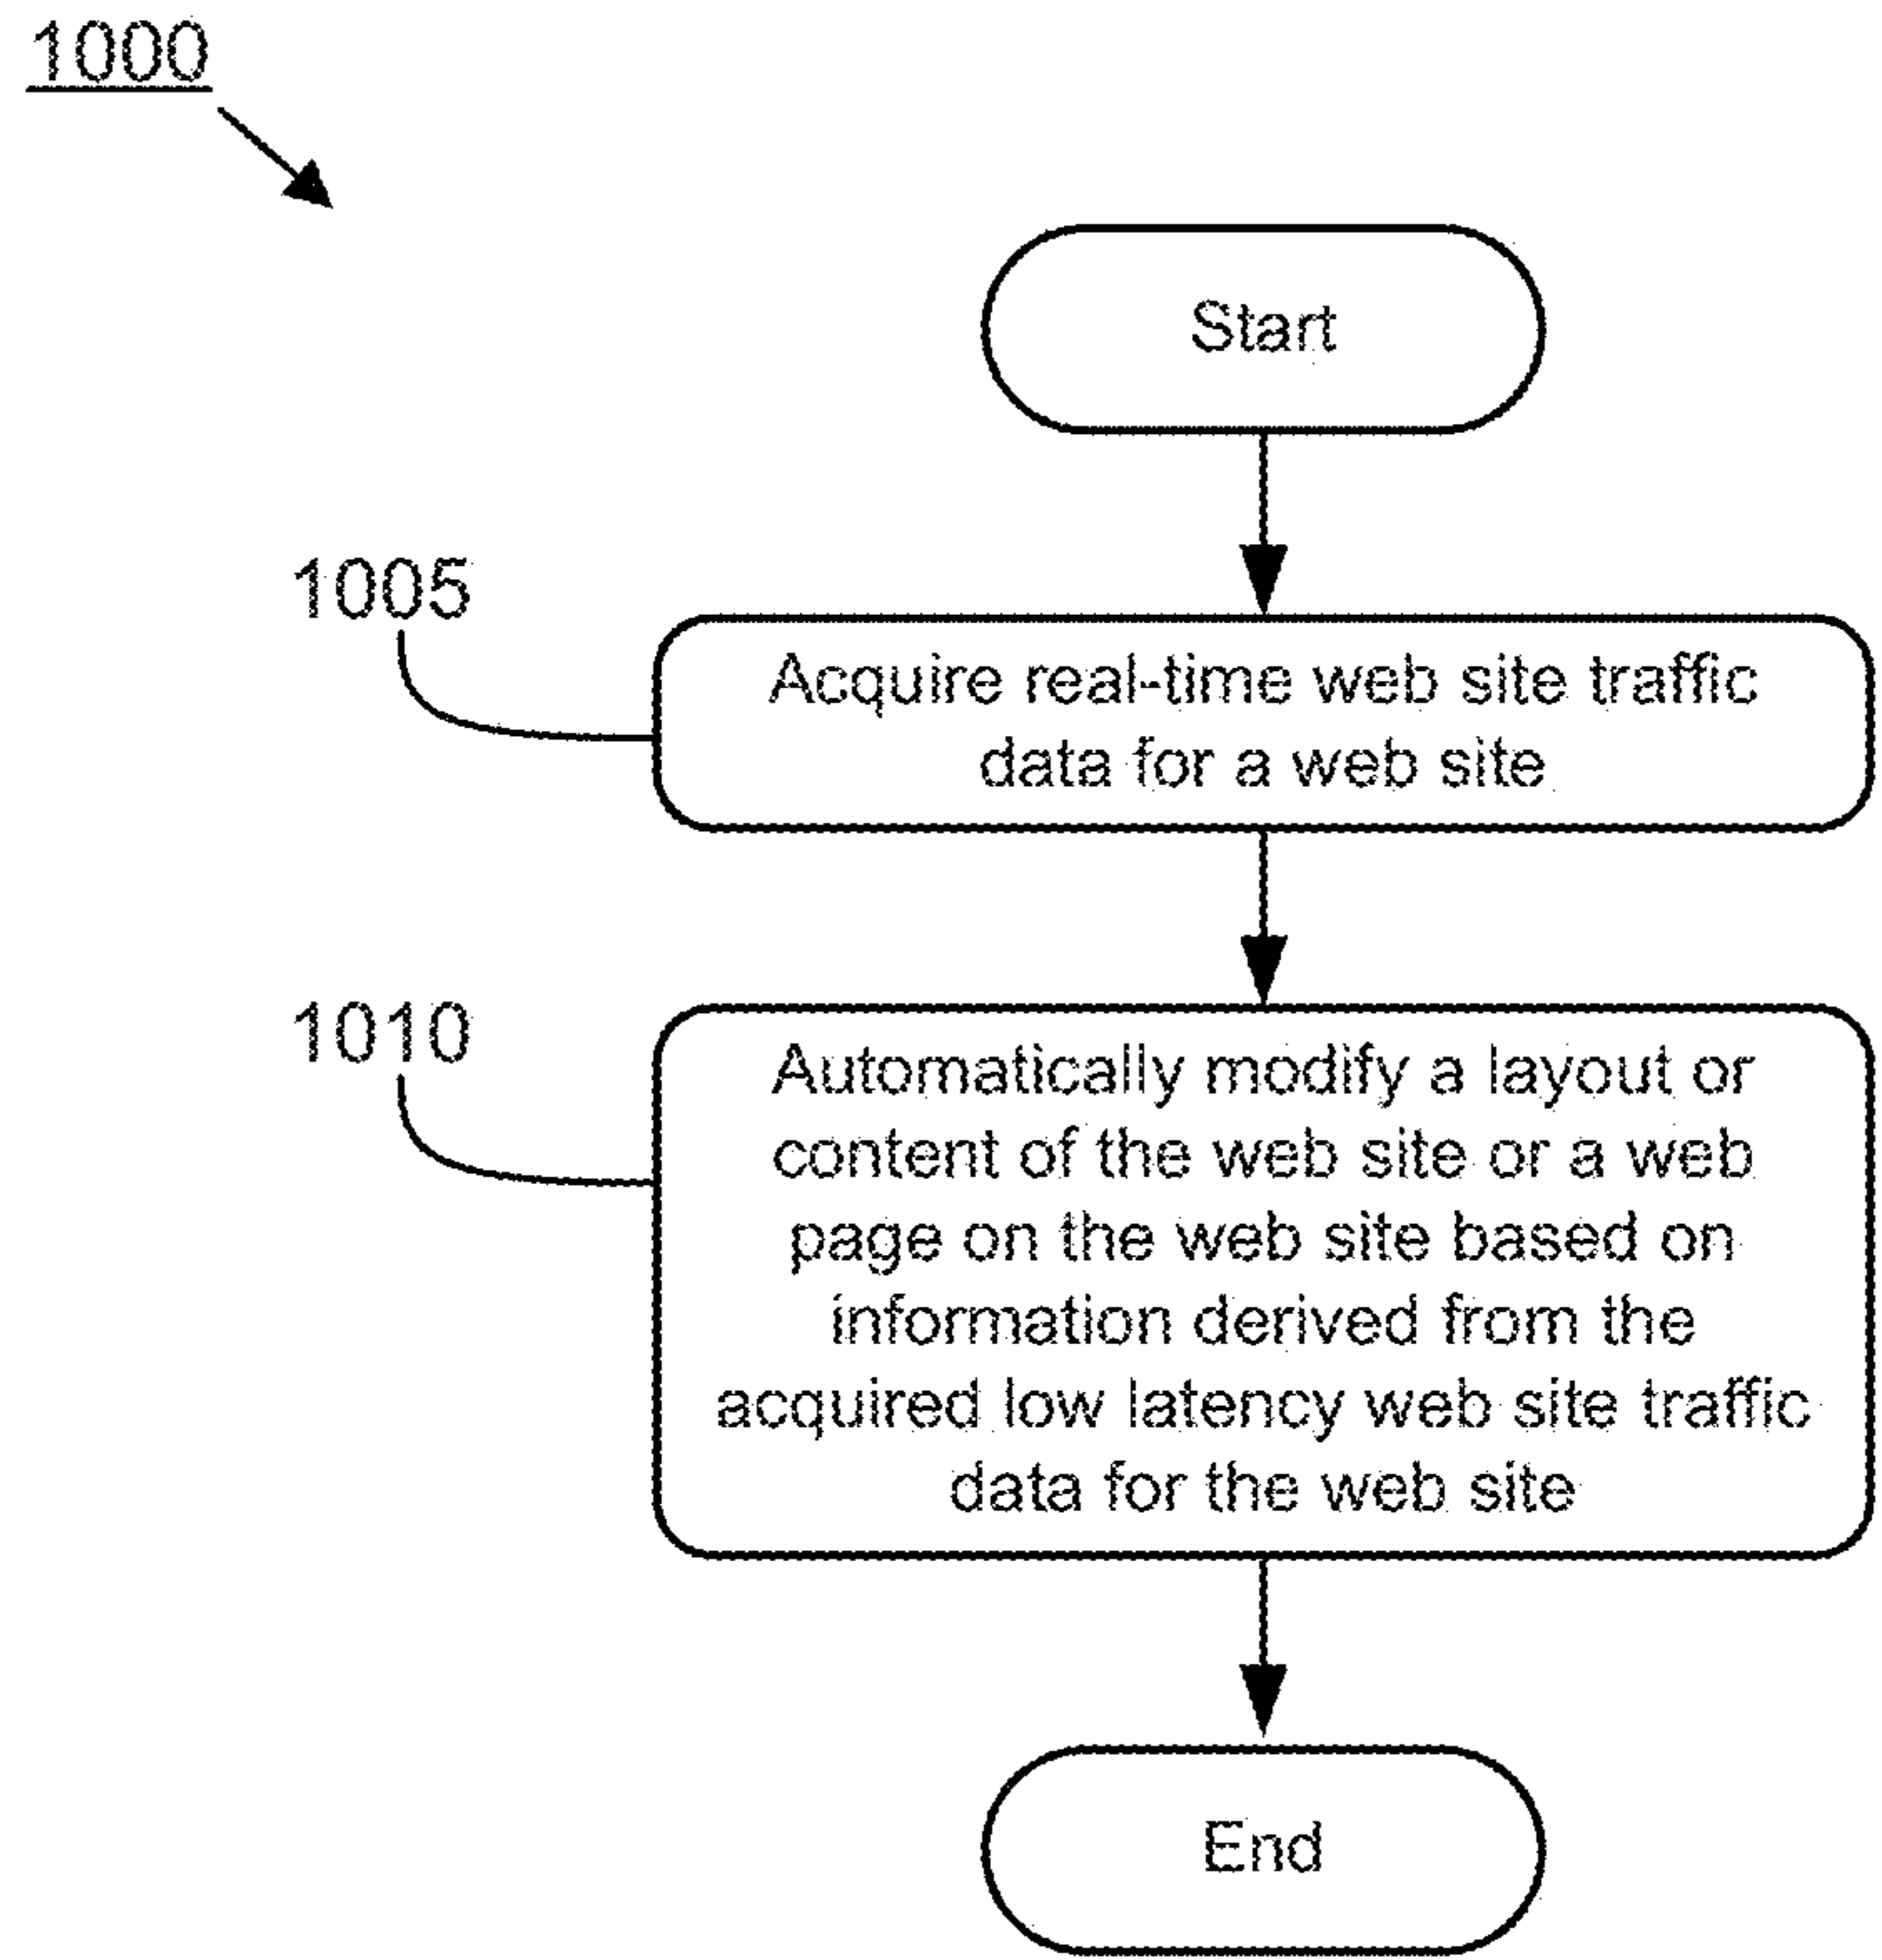 1000
Start
1005
Acquire real-time web site traffic
data for a web site
1010
Automatically modify a layout or
content of the web site or a web
page on the web site based on
information derived from the
acquired low latency web site traffic
data for the web site
End